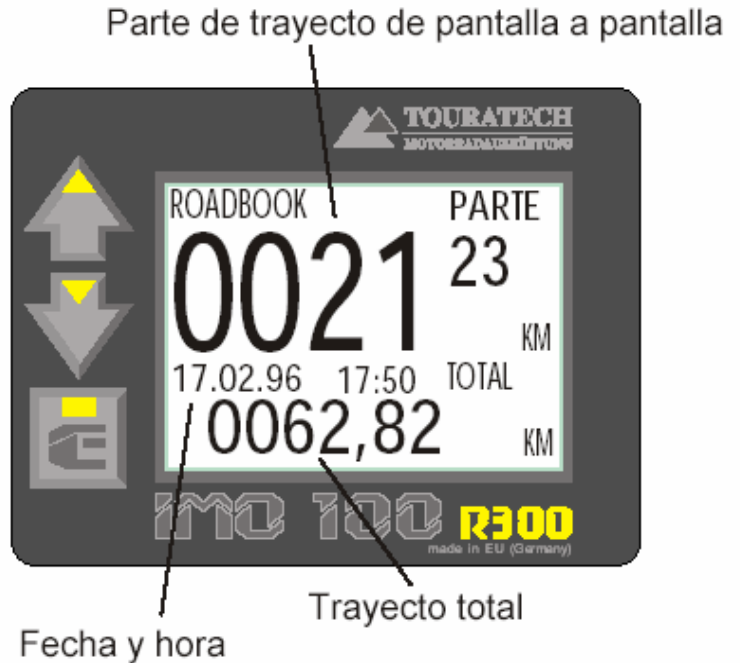 Parte de trayecto de pantalla a pantalla
TOURATECH
MOTORRADAUSRÜSTUNG
ROADBOOK PARTE
0021 23
KM
17.02.96 17:50 TOTAL
0062,82 KM
IMO 100 R300
made in EU (Germany)
Trayecto total
Fecha y hora